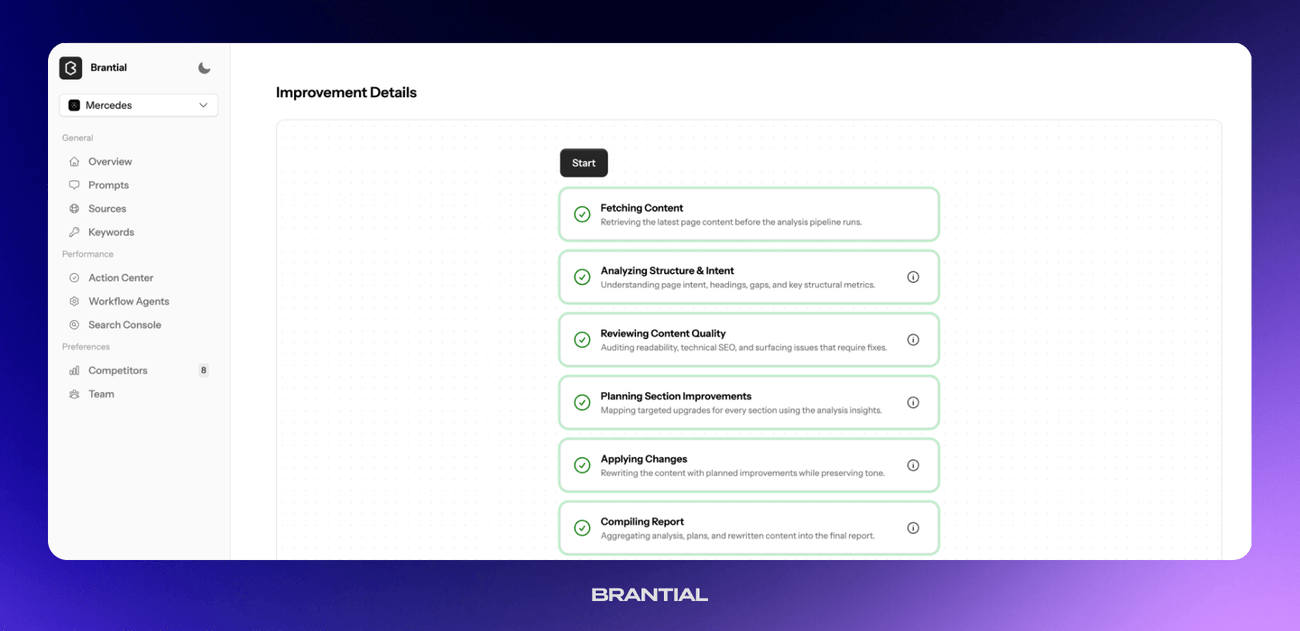 Brantial
Mercedes
General
Overview
Prompts
Sources
Keywords
Performance
Action Center
Workflow Agents
Search Console
Preferences
Competitors 8
Team
Improvement Details
Start
Fetching Content
Retrieving the latest page content before the analysis pipeline runs.
Analyzing Structure & Intent
Understanding page intent, headings, gaps, and key structural metrics.
Reviewing Content Quality
Auditing readability, technical SEO, and surfacing issues that require fixes.
Planning Section Improvements
Mapping targeted upgrades for every section using the analysis insights.
Applying Changes
Rewriting the content with planned improvements while preserving tone.
Compiling Report
Aggregating analysis, plans, and rewritten content into the final report.
BRANTIAL